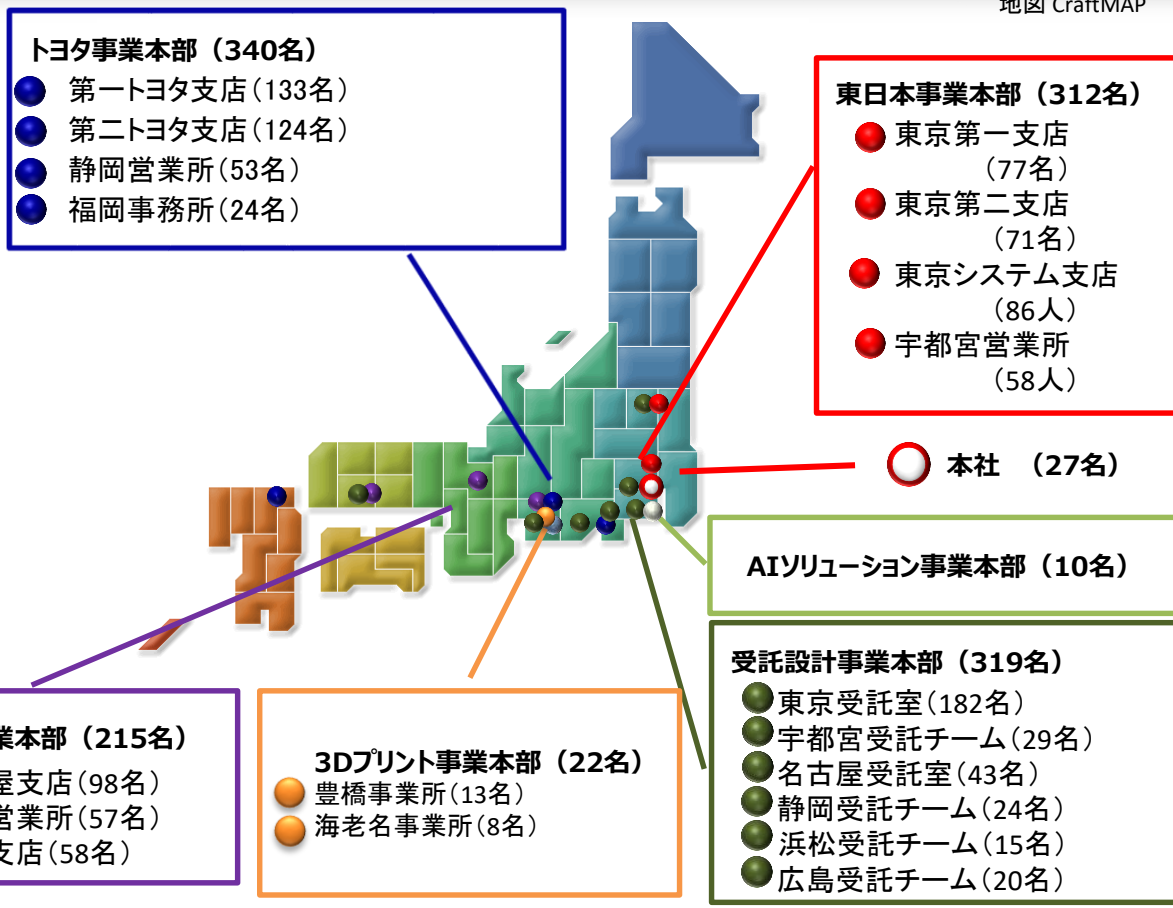 地図 CraftMAP
トヨタ事業本部（340名）
第一トヨタ支店（133名）
第二トヨタ支店（124名）
静岡営業所（53名）
福岡事務所（24名）
東日本事業本部（312名）
東京第一支店
（77名）
東京第二支店
（71名）
東京システム支店
（86人）
宇都宮営業所
（58人）
本社　（27名）
AIソリューション事業本部（10名）
受託設計事業本部（319名）
東京受託室（182名）
宇都宮受託チーム（29名）
名古屋受託室（43名）
静岡受託チーム（24名）
浜松受託チーム（15名）
広島受託チーム（20名）
3Dプリント事業本部（22名）
豊橋事業所（13名）
海老名事業所（8名）
業本部（215名）
屋支店（98名）
営業所（57名）
支店（58名）